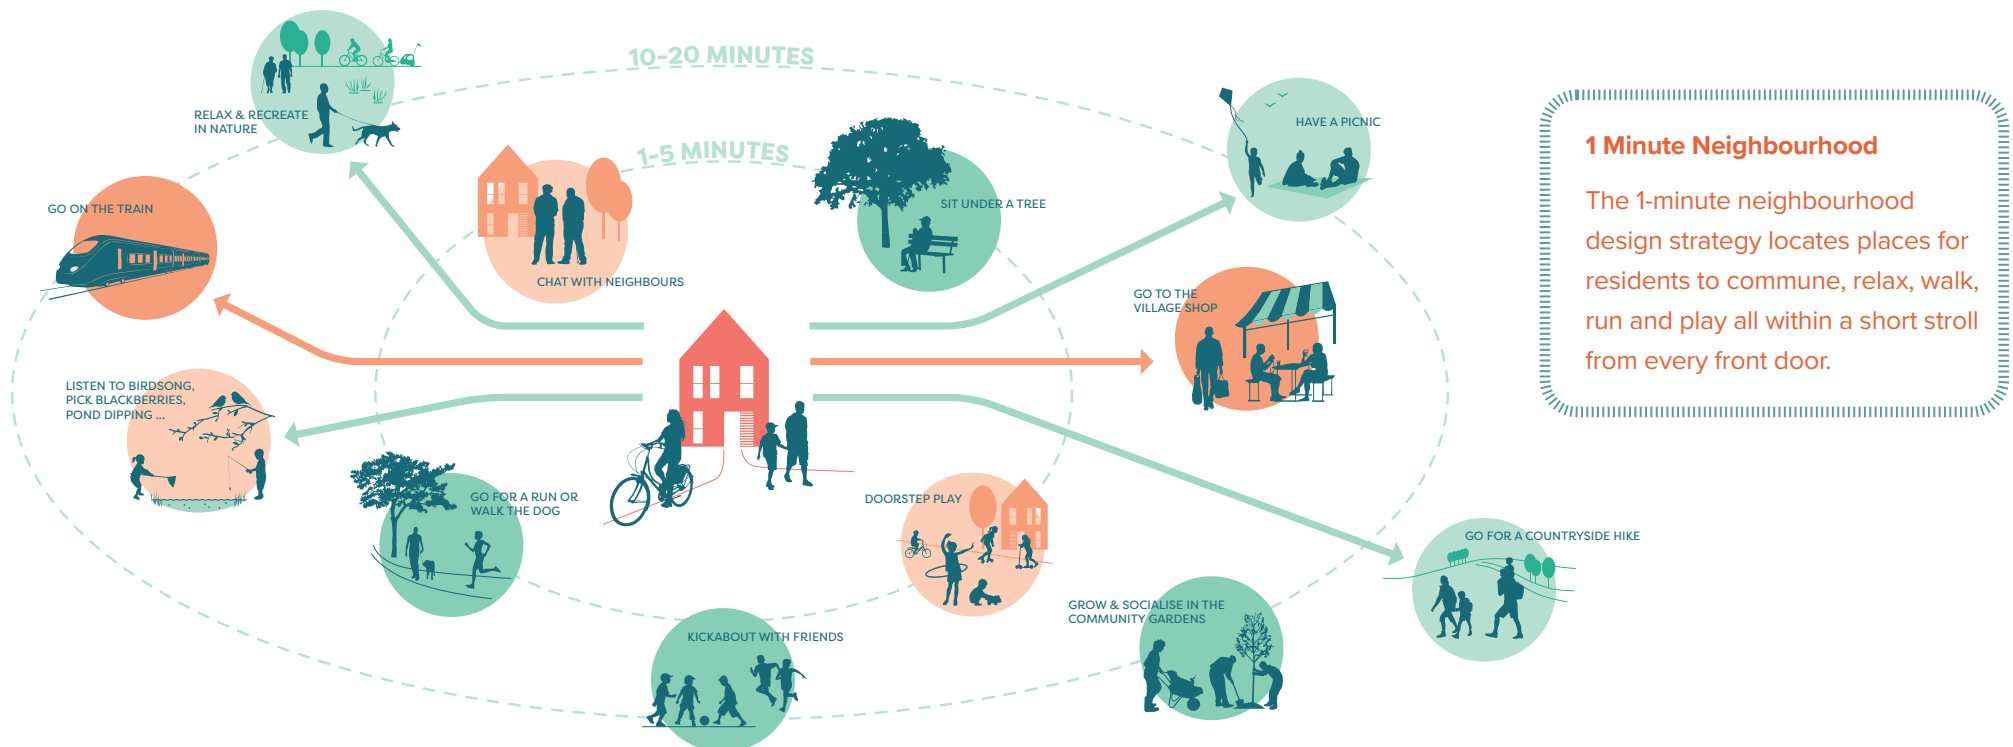 10-20 MINUTES
1-5 MINUTES
RELAX & RECREATE
IN NATURE
HAVE A PICNIC
GO ON THE TRAIN
SIT UNDER A TREE
CHAT WITH NEIGHBOURS
GO TO THE
VILLAGE SHOP
LISTEN TO BIRDSONG,
PICK BLACKBERRIES,
POND DIPPING ...
GO FOR A RUN OR
WALK THE DOG
DOORSTEP PLAY
GO FOR A COUNTRYSIDE HIKE
GROW & SOCIALISE IN THE
COMMUNITY GARDENS
KICKABOUT WITH FRIENDS
1 Minute Neighbourhood
The 1-minute neighbourhood
design strategy locates places for
residents to commute, relax, walk,
run and play all within a short stroll
from every front door.